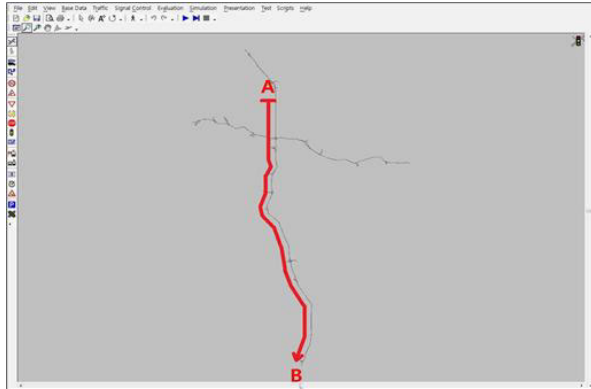 File Edit View Base Data Traffic Signal Control Evaluation Simulation Presentation Test Scripts Help
A
B